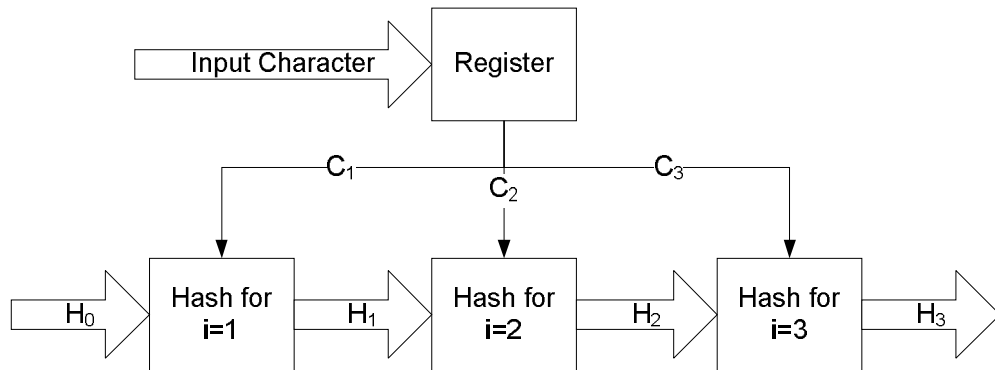 Input Character
Register
C₁
C₂
C₃
H₀
Hash for
i=1
H₁
Hash for
i=2
H₂
Hash for
i=3
H₃